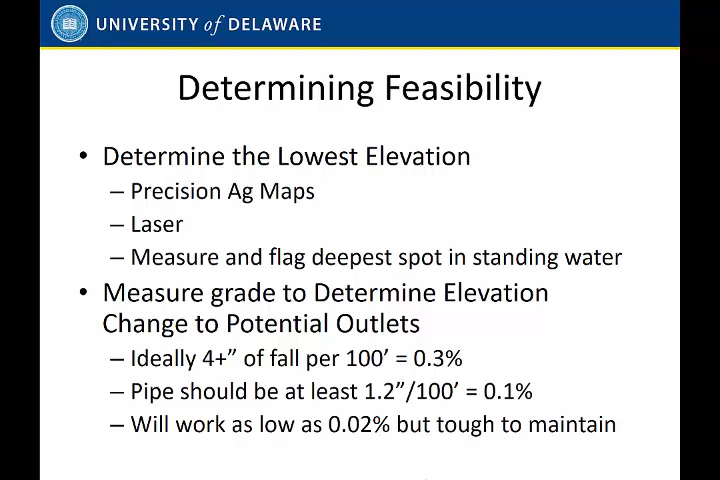 UNIVERSITY of DELAWARE
Determining Feasibility
• Determine the Lowest Elevation
– Precision Ag Maps
– Laser
– Measure and flag deepest spot in standing water
• Measure grade to Determine Elevation
Change to Potential Outlets
– Ideally 4+” of fall per 100’ = 0.3%
– Pipe should be at least 1.2”/100’ = 0.1%
– Will work as low as 0.02% but tough to maintain